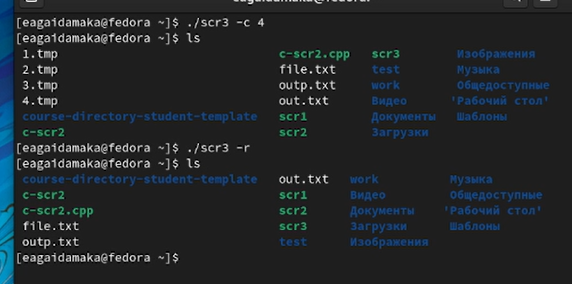 [eagaidamaka@fedora ~]$ ./scr3 -c 4
[eagaidamaka@fedora ~]$ ls
1.tmp c-scr2.cpp scr3 Изображения
2.tmp file.txt test Музыка
3.tmp outp.txt work Общедоступные
4.tmp out.txt Видео 'Рабочий стол'
course-directory-student-template scr1 Документы Шаблоны
c-scr2 scr2 Загрузки
[eagaidamaka@fedora ~]$ ./scr3 -r
[eagaidamaka@fedora ~]$ ls
course-directory-student-template out.txt work Музыка
c-scr2 scr1 Видео Общедоступные
c-scr2.cpp scr2 Документы 'Рабочий стол'
file.txt scr3 Загрузки Шаблоны
outp.txt test Изображения
[eagaidamaka@fedora ~]$